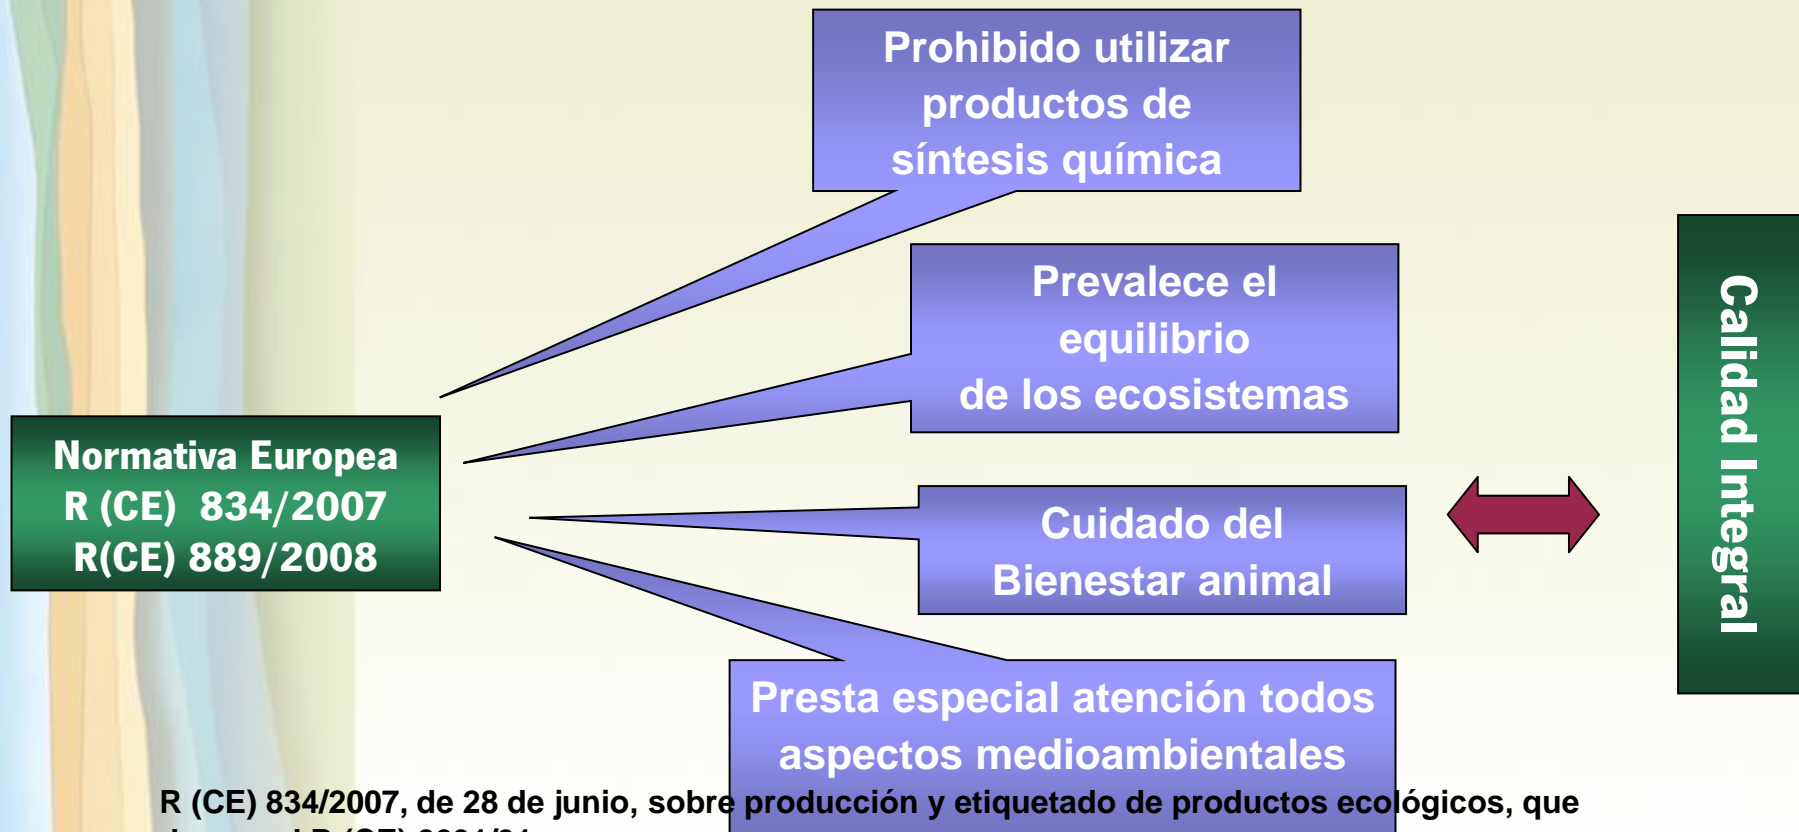 Prohibido utilizar
productos de
síntesis química
Prevalece el
equilibrio
de los ecosistemas
Normativa Europea
R (CE)  834/2007
R(CE) 889/2008
Cuidado del
Bienestar animal
Calidad Integral
Presta especial atención todos
aspectos medioambientales
R (CE) 834/2007, de 28 de junio, sobre producción y etiquetado de productos ecológicos, que